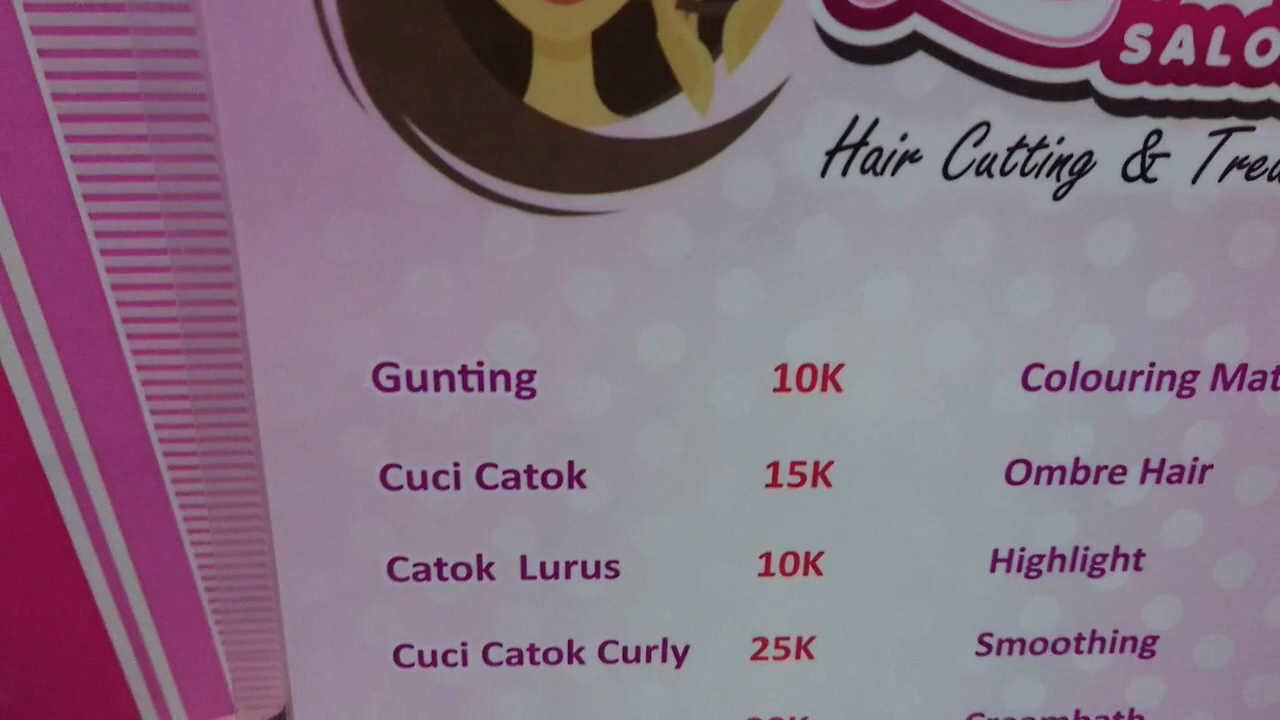 SALO
Hair Cutting & Trea
Gunting 10K Colouring Mat
Cuci Catok 15K Ombre Hair
Catok Lurus 10K Highlight
Cuci Catok Curly 25K Smoothing